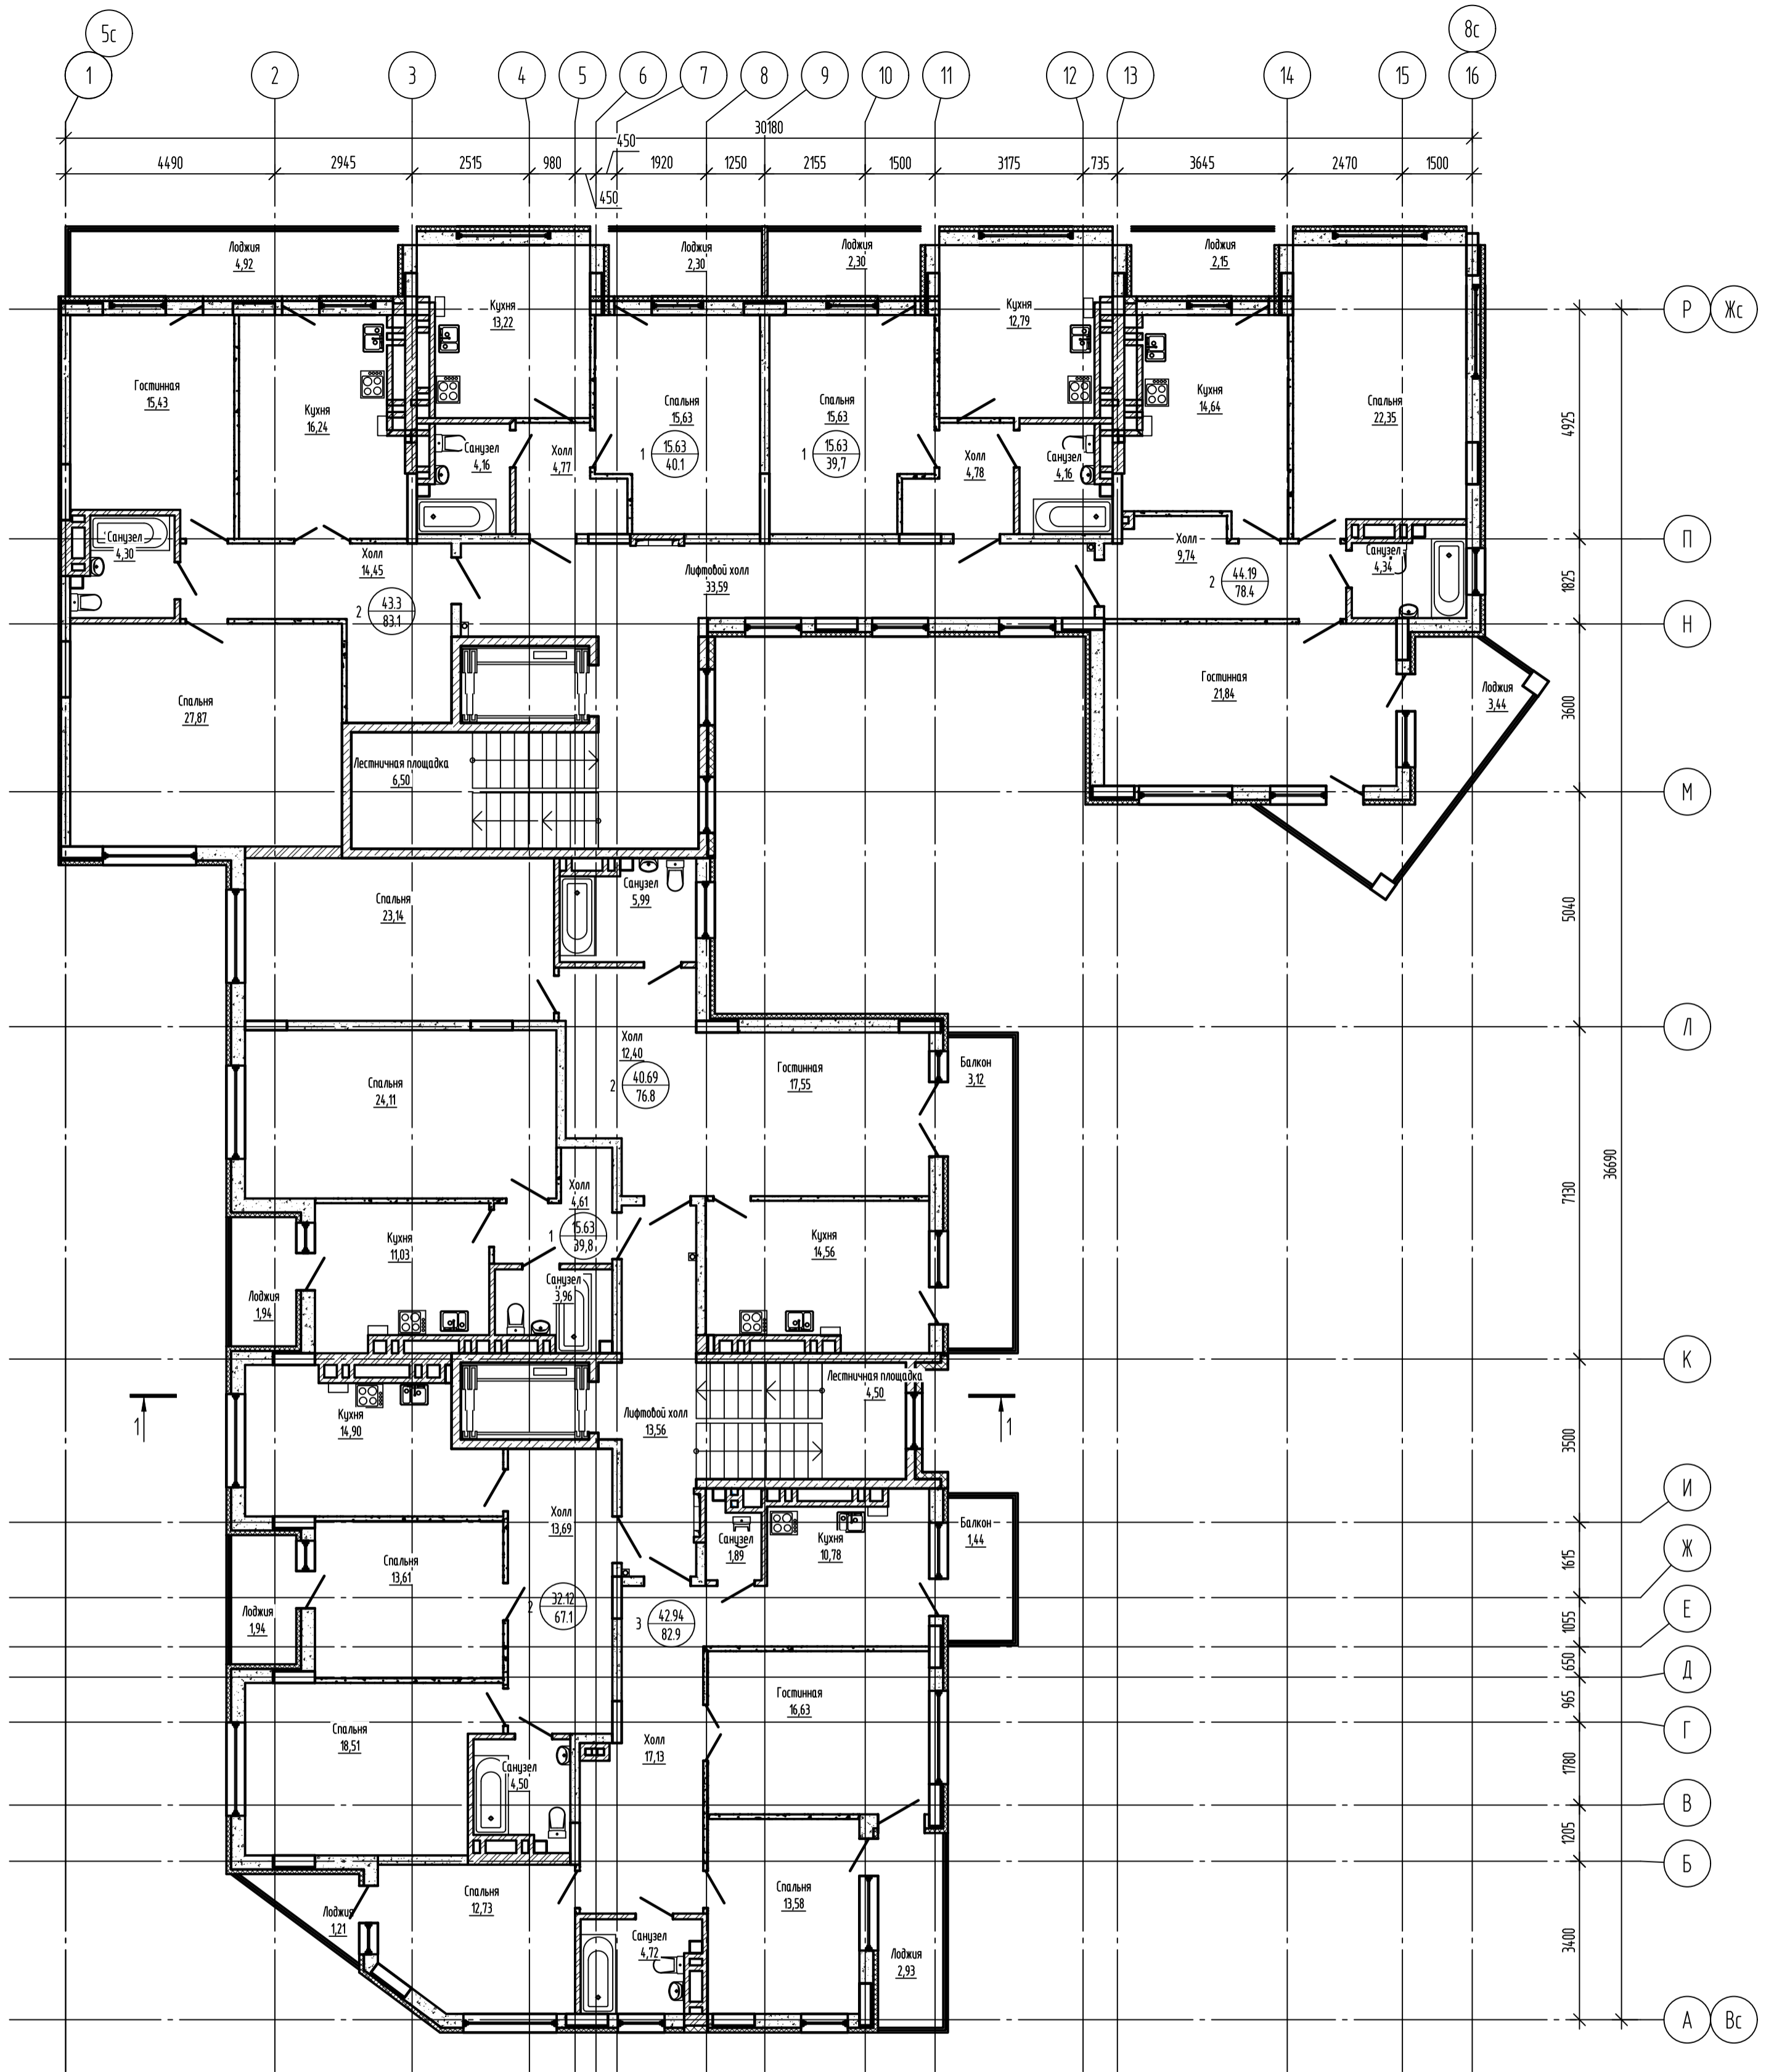 5с
8с
1
2
3
4
5
6
7
8
9
10
11
12
13
14
15
16
30180
450
4490
2945
2515
980
1920
1250
2155
1500
3175
735
3645
2470
1500
450
Лоджия
4,92
Лоджия
2,30
Лоджия
2,30
Лоджия
2,15
Кухня
13,22
Кухня
12,79
Р
Жс
Гостинная
15,43
Кухня
16,24
Спальня
15,63
Спальня
15,63
Кухня
14,64
Спальня
22,35
4925
1
15.63
40.1
1
15.63
39,7
Санузел
4,16
Холл
4,77
Холл
4,78
Санузел
4,16
Санузел
4,30
Холл
14,45
Лифтовой холл
33,59
Холл
9,74
Санузел
4,34
П
2
43.3
83.1
2
44.19
78.4
1825
Н
Спальня
27,87
Гостинная
21,84
Лоджия
3,44
3600
Лестничная площадка
6,50
М
Спальня
23,14
Санузел
5,99
5040
Л
Холл
12,40
2
40.69
76.8
Спальня
24,11
Гостинная
17,55
Балкон
3,12
36690
7130
Холл
4,61
1
15.63
39,8
Кухня
11,03
Кухня
14,56
Санузел
3,96
Лоджия
1,94
К
Лестничная площадка
4,50
1
1
Кухня
14,90
Лифтовой холл
13,56
3500
И
Холл
13,69
Санузел
1,89
Кухня
10,78
Балкон
1,44
Ж
1615
Спальня
13,61
Лоджия
1,94
2
32.12
67.1
3
42.94
82.9
Е
1055
650
Д
965
Гостинная
16,63
Г
Спальня
18,51
Холл
17,13
Санузел
4,50
1780
В
1205
Б
Спальня
12,73
Спальня
13,58
Лоджия
1,21
Санузел
4,72
Лоджия
2,93
3400
А
Вс